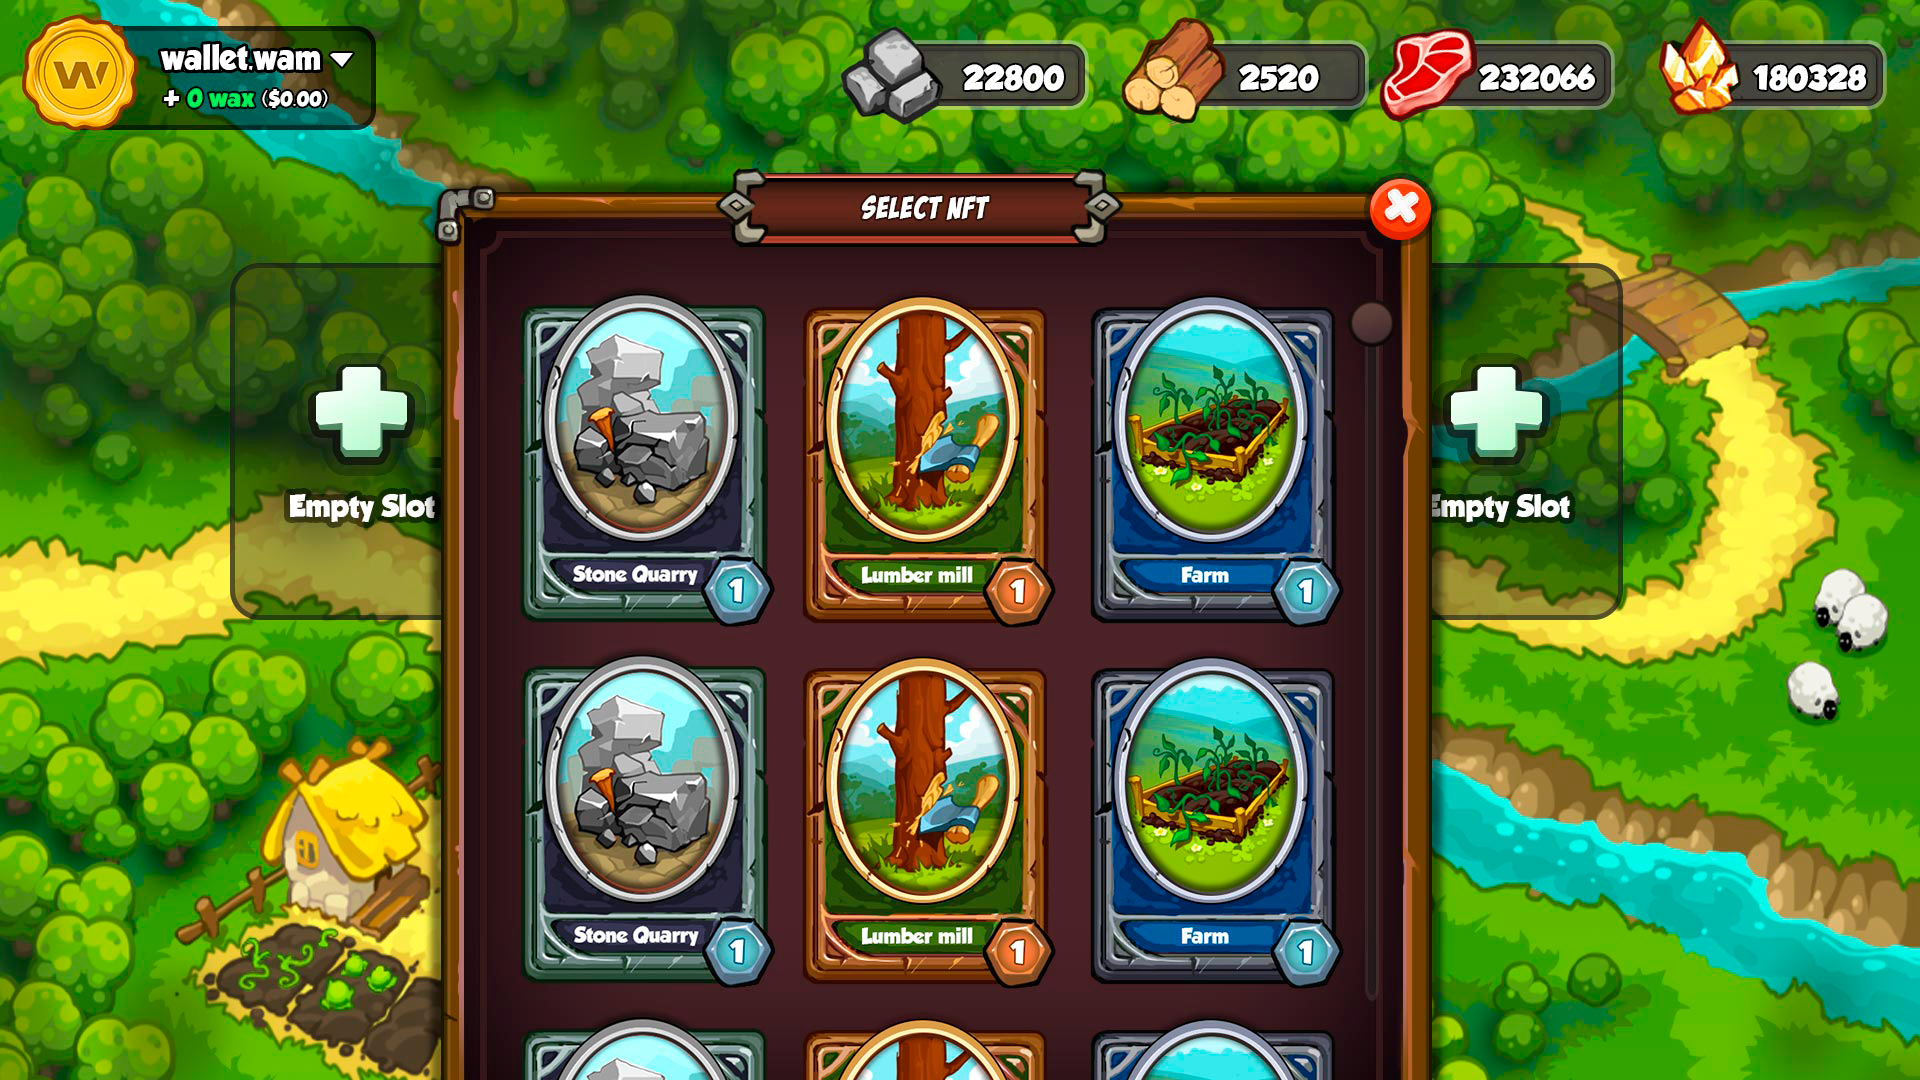 wallet.wam
+ 0 wax ($0.00)
22800
2520
232066
180328
SELECT NFT
Empty Slot
Empty Slot
Stone Quarry
1
Lumber mill
1
Farm
1
Stone Quarry
1
Lumber mill
1
Farm
1